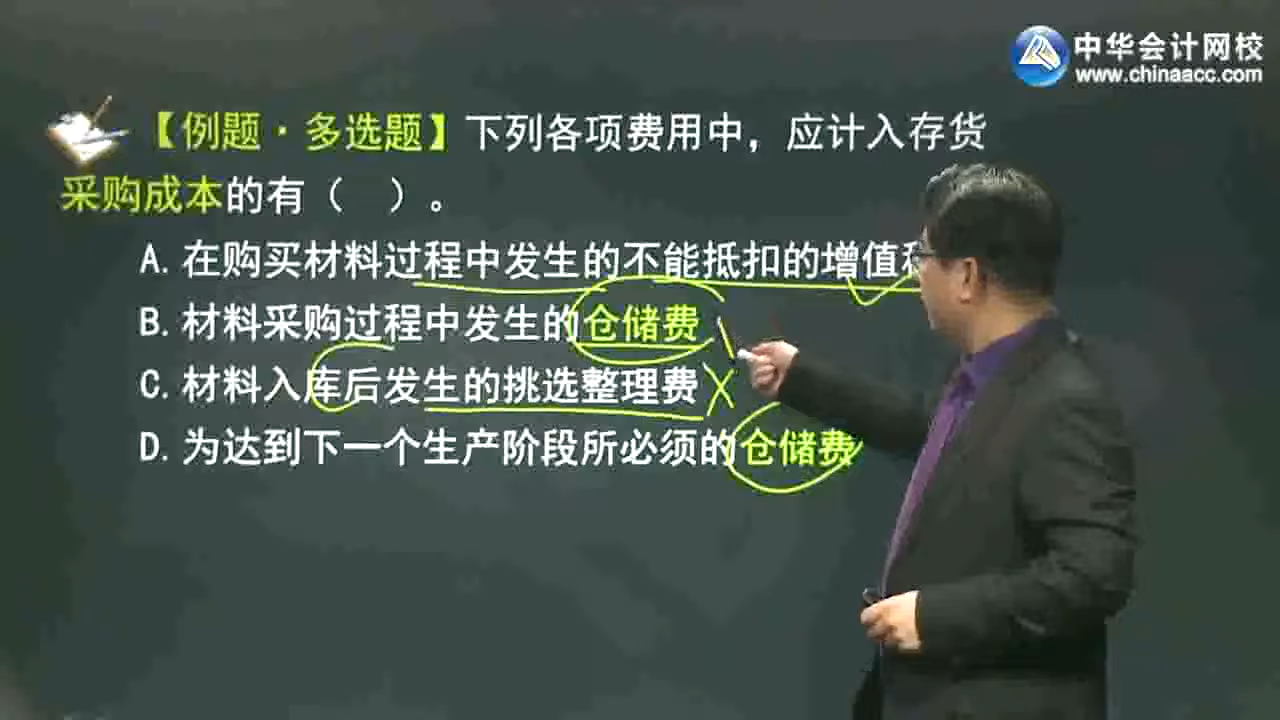 中华会计网校
www.chinaacc.com
【例题·多选题】下列各项费用中，应计入存货
采购成本的有（ ）。
A. 在购买材料过程中发生的不能抵扣的增值
B. 材料采购过程中发生的仓储费
C. 材料入库后发生的挑选整理费
D. 为达到下一个生产阶段所必须的仓储费